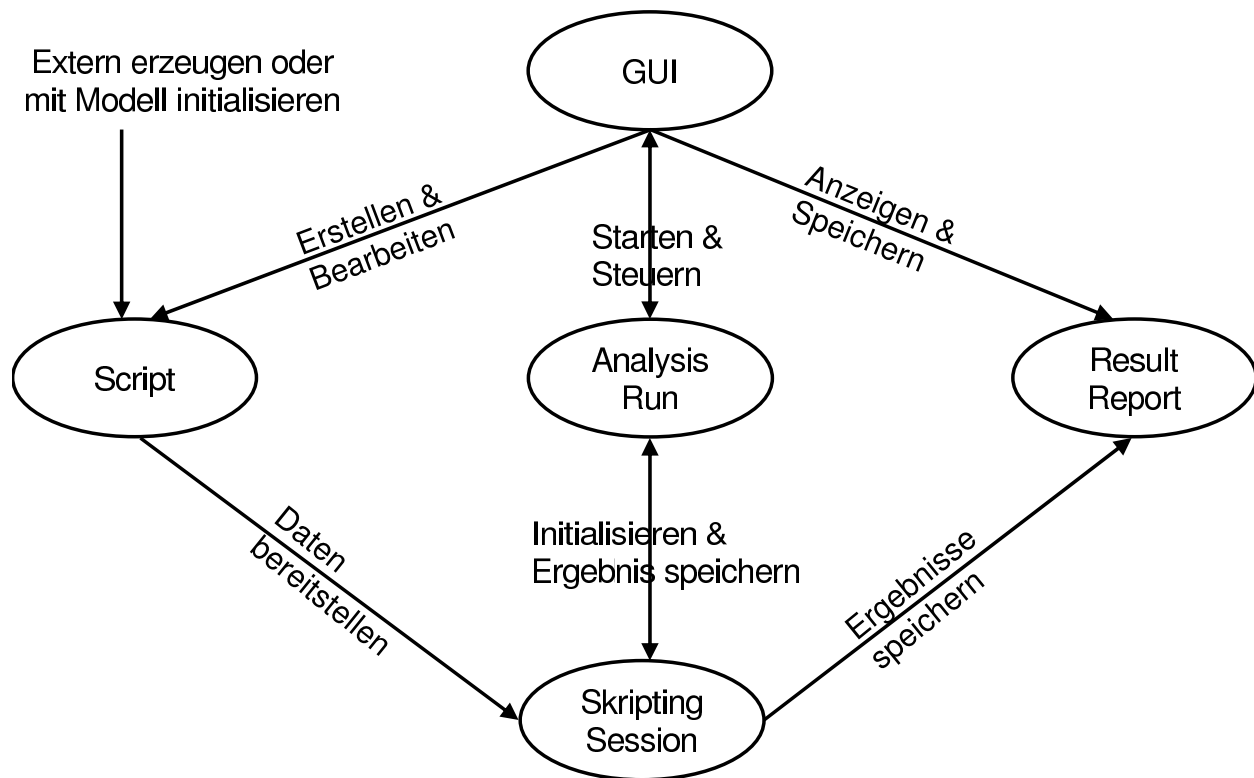 GUI
Extern erzeugen oder
mit Modell initialisieren
Erstellen &
Bearbeiten
Starten &
Steuern
Anzeigen &
Speichern
Script
Analysis
Run
Result
Report
Daten
bereitstellen
Initialisieren &
Ergebnis speichern
Ergebnisse
speichern
Skripting
Session